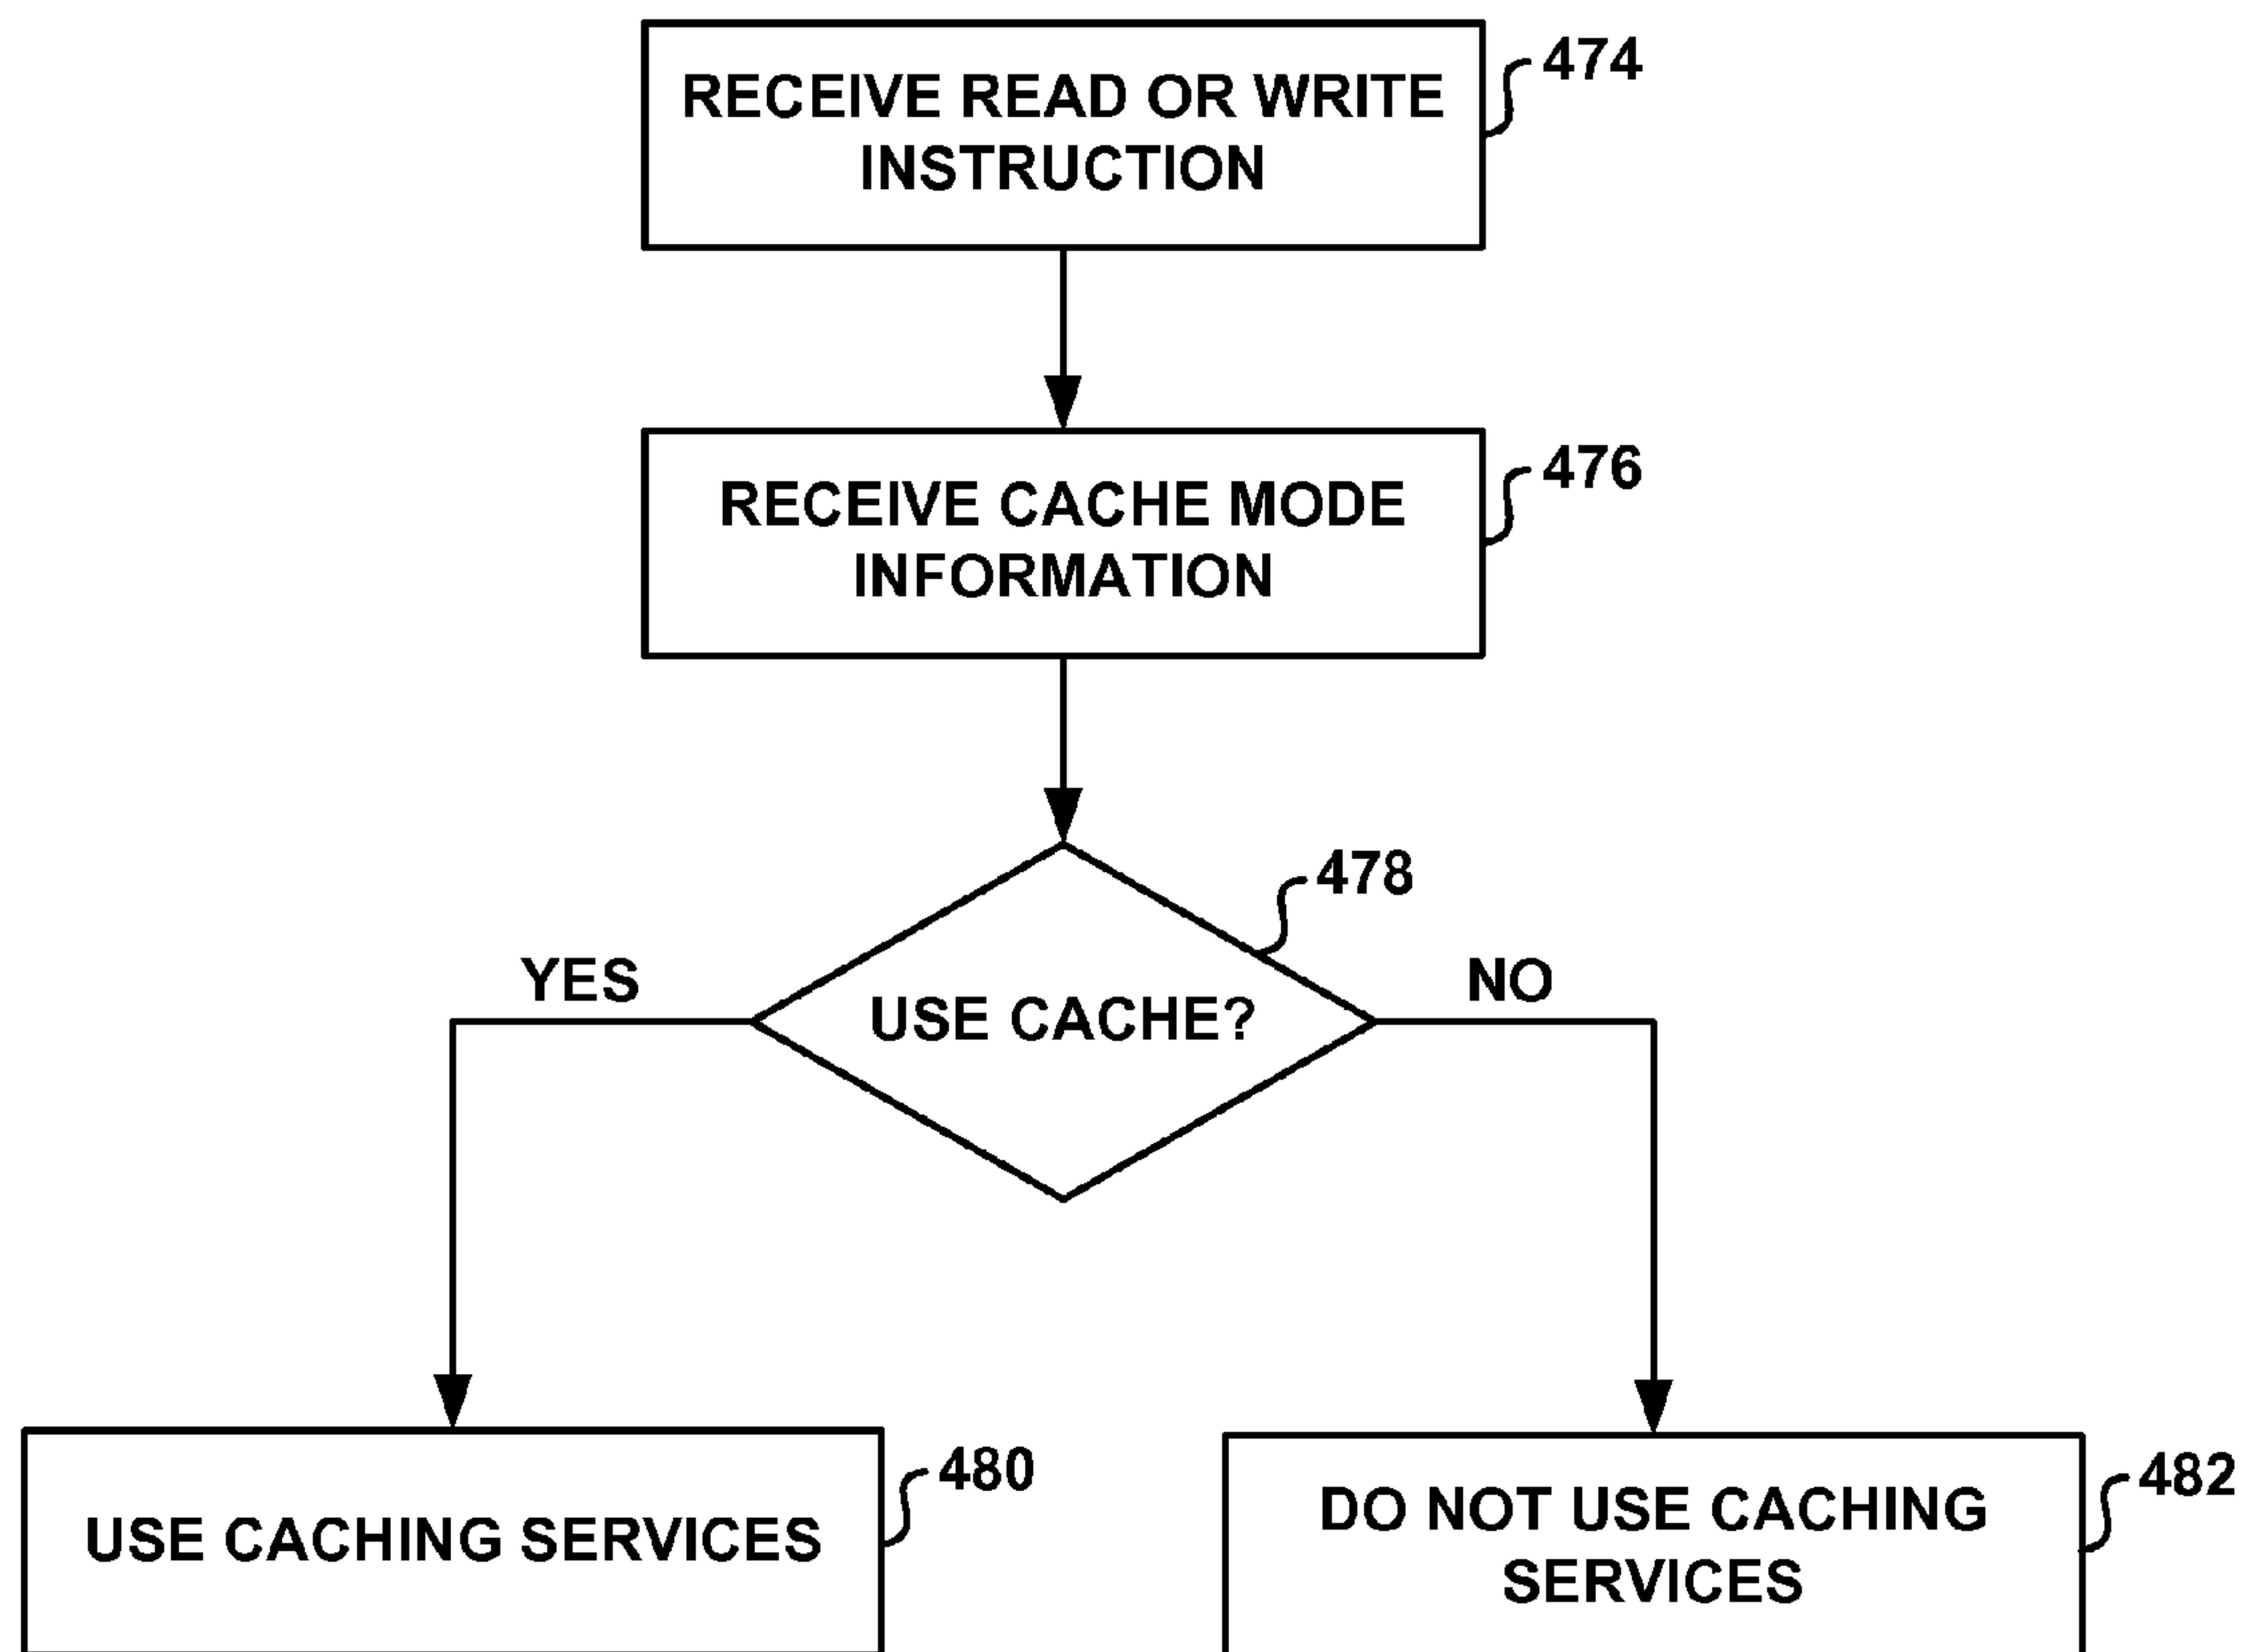 RECEIVE READ OR WRITE
INSTRUCTION
474
RECEIVE CACHE MODE
INFORMATION
476
478
YES
USE CACHE?
NO
USE CACHING SERVICES
480
DO NOT USE CACHING
SERVICES
482